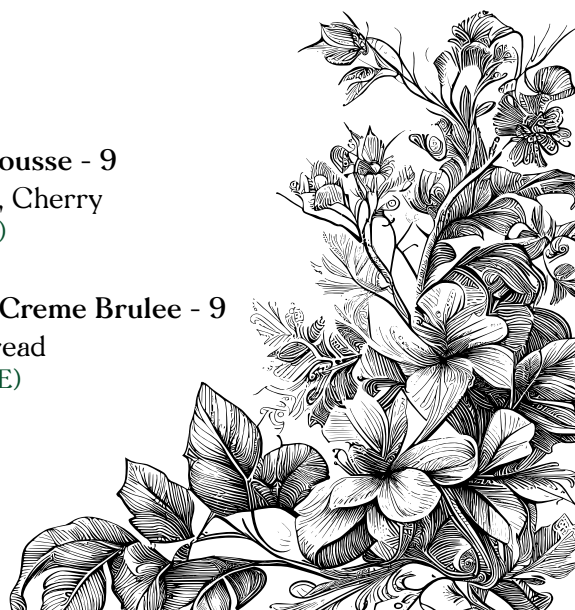 ousse - 9
, Cherry
)
Creme Brulee - 9
read
E)